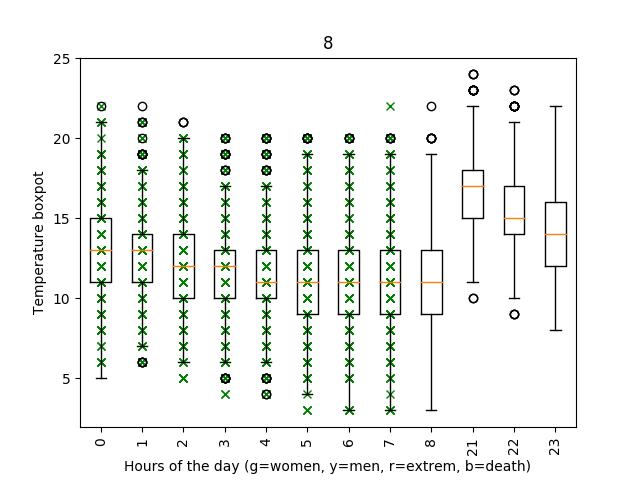 8
25
20
15
10
5
Temperature boxpot
0 1 2 3 4 5 6 7 8 21 22 23
Hours of the day (g=women, y=men, r=extrem, b=death)